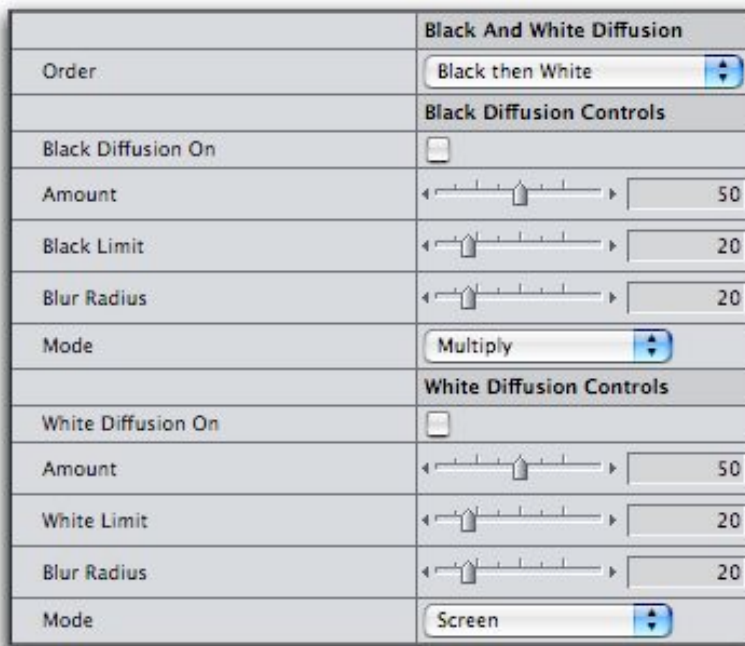 Black And White Diffusion
Order Black then White
Black Diffusion Controls
Black Diffusion On
Amount 50
Black Limit 20
Blur Radius 20
Mode Multiply
White Diffusion Controls
White Diffusion On
Amount 50
White Limit 20
Blur Radius 20
Mode Screen